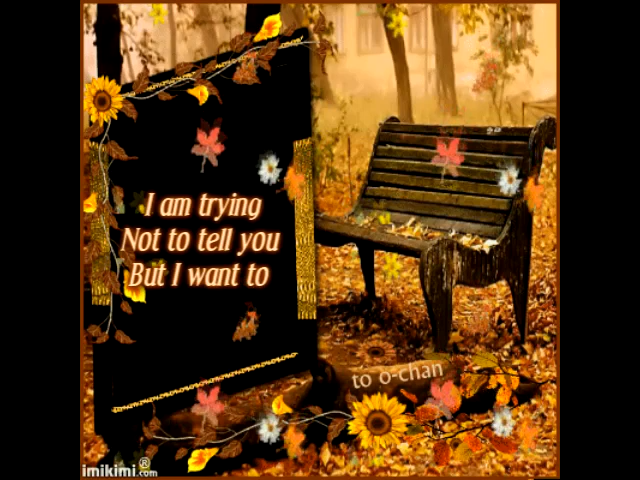 I am trying
Not to tell you
But I want to
to o-chan
imikimi.com®